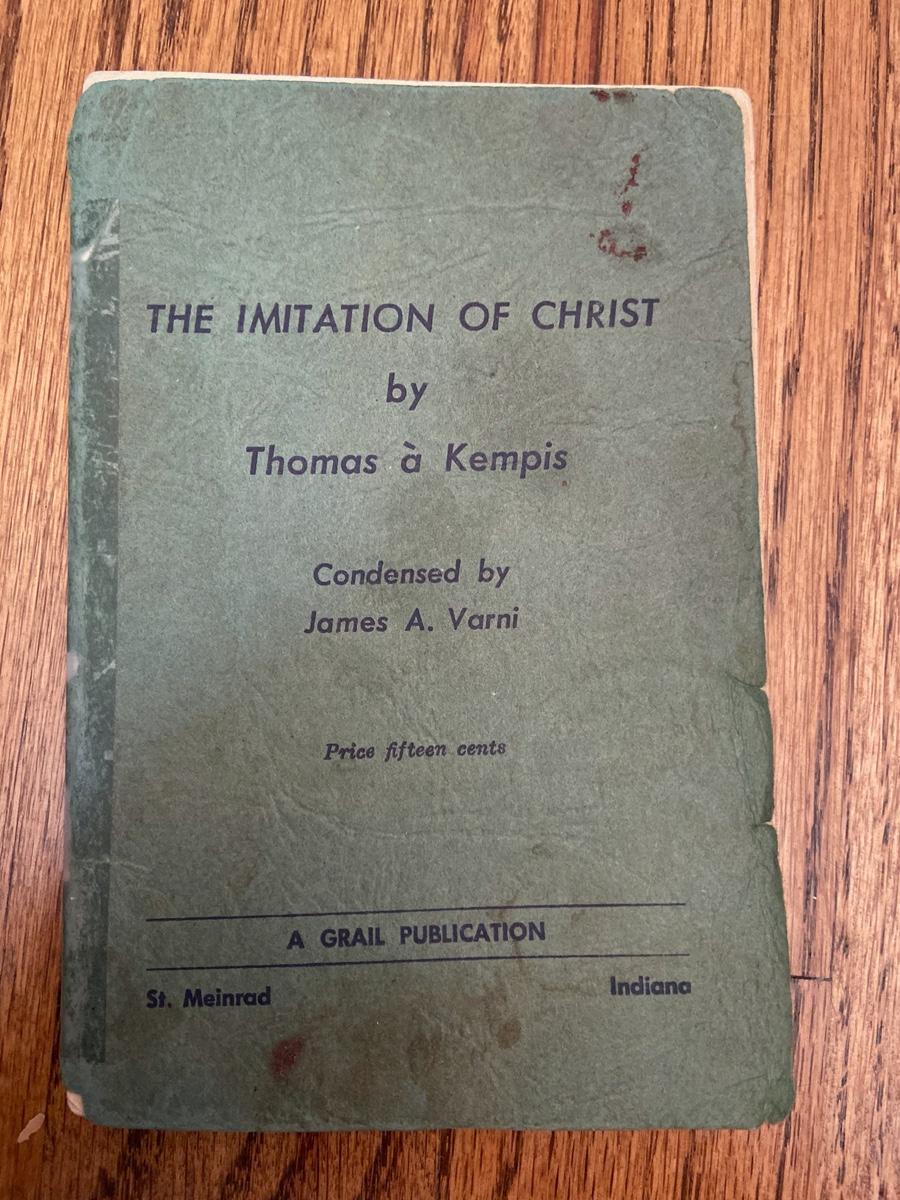 THE IMITATION OF CHRIST
by
Thomas à Kempis
Condensed by
James A. Varni
Price fifteen cents
A GRAIL PUBLICATION
St. Meinrad Indiana